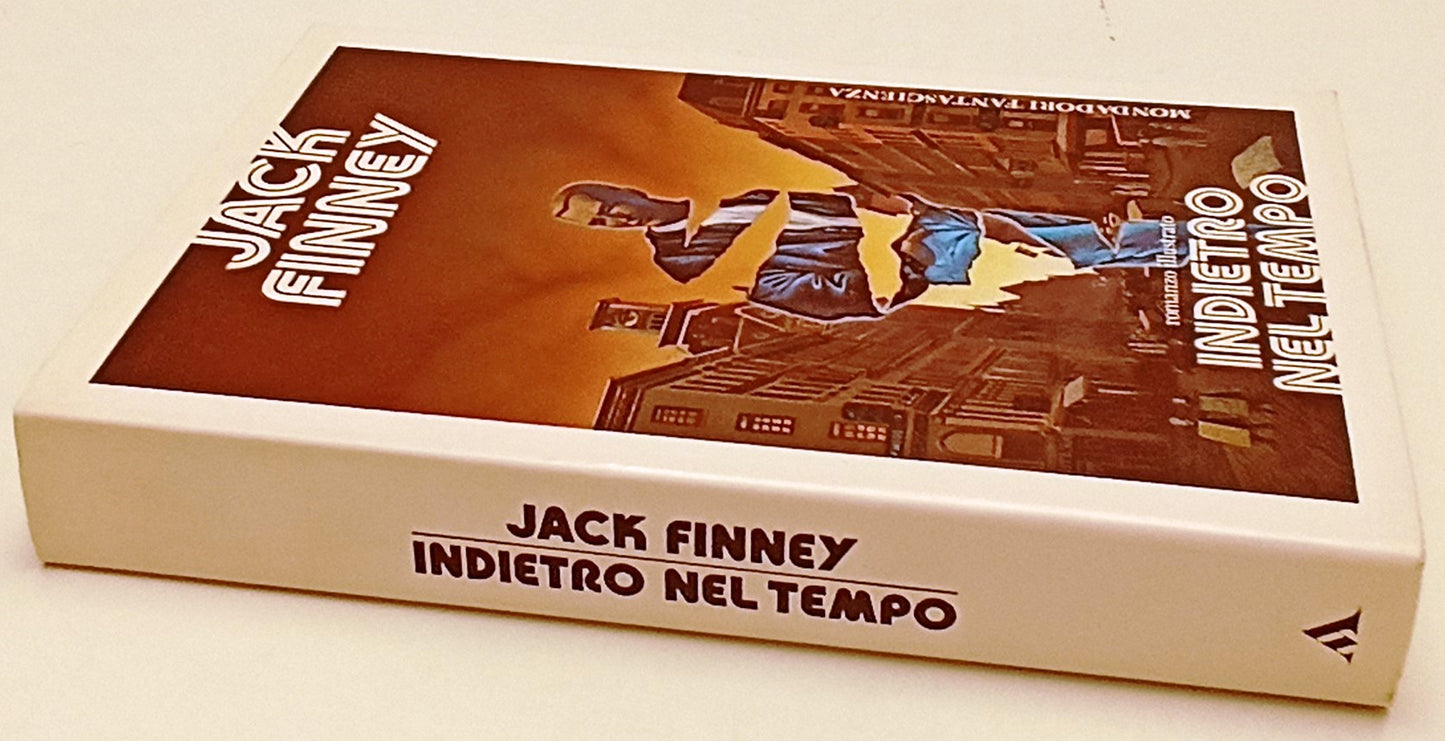 JACK
FINNEY
MONDADORI FANTASCIENZA
romanzo illustrato
INDIETRO
NEL TEMPO
JACK FINNEY
INDIETRO NEL TEMPO